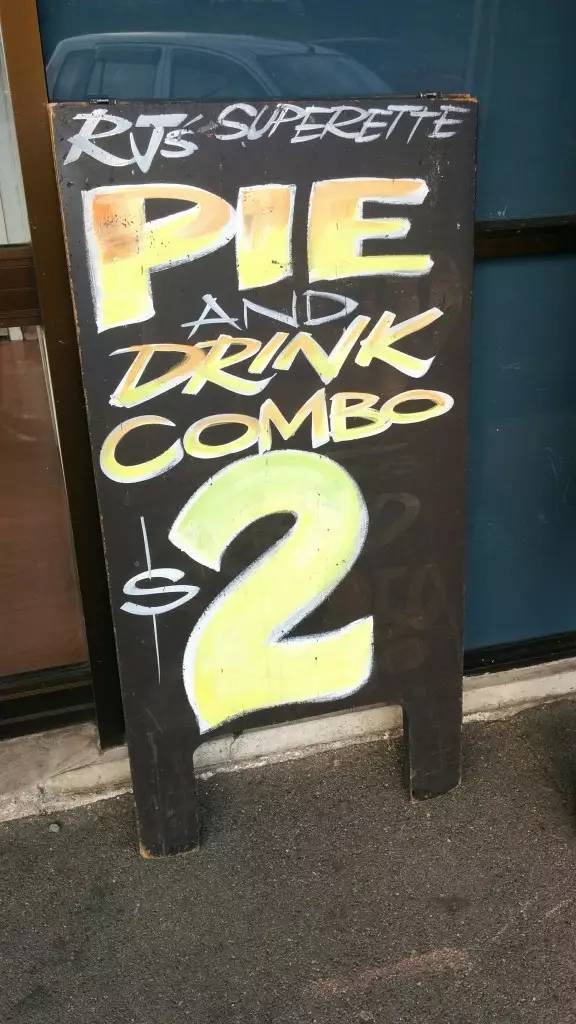 RJ's SUPERETTE
PIE
AND
DRINK
COMBO
$2